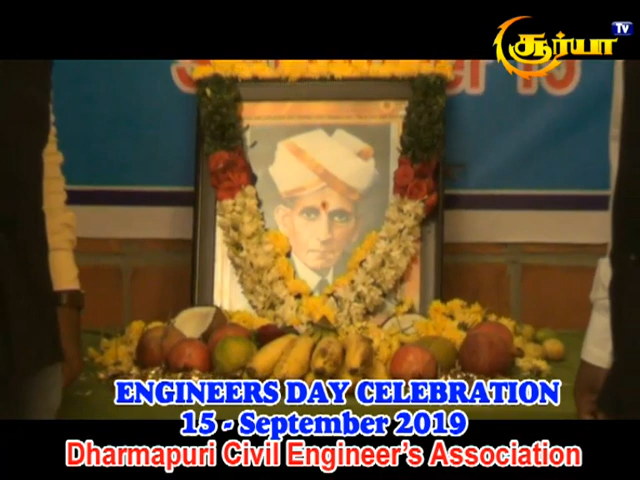 சூர்யா Tv
ENGINEERS DAY CELEBRATION
15 - September 2019
Dharmapuri Civil Engineer's Association